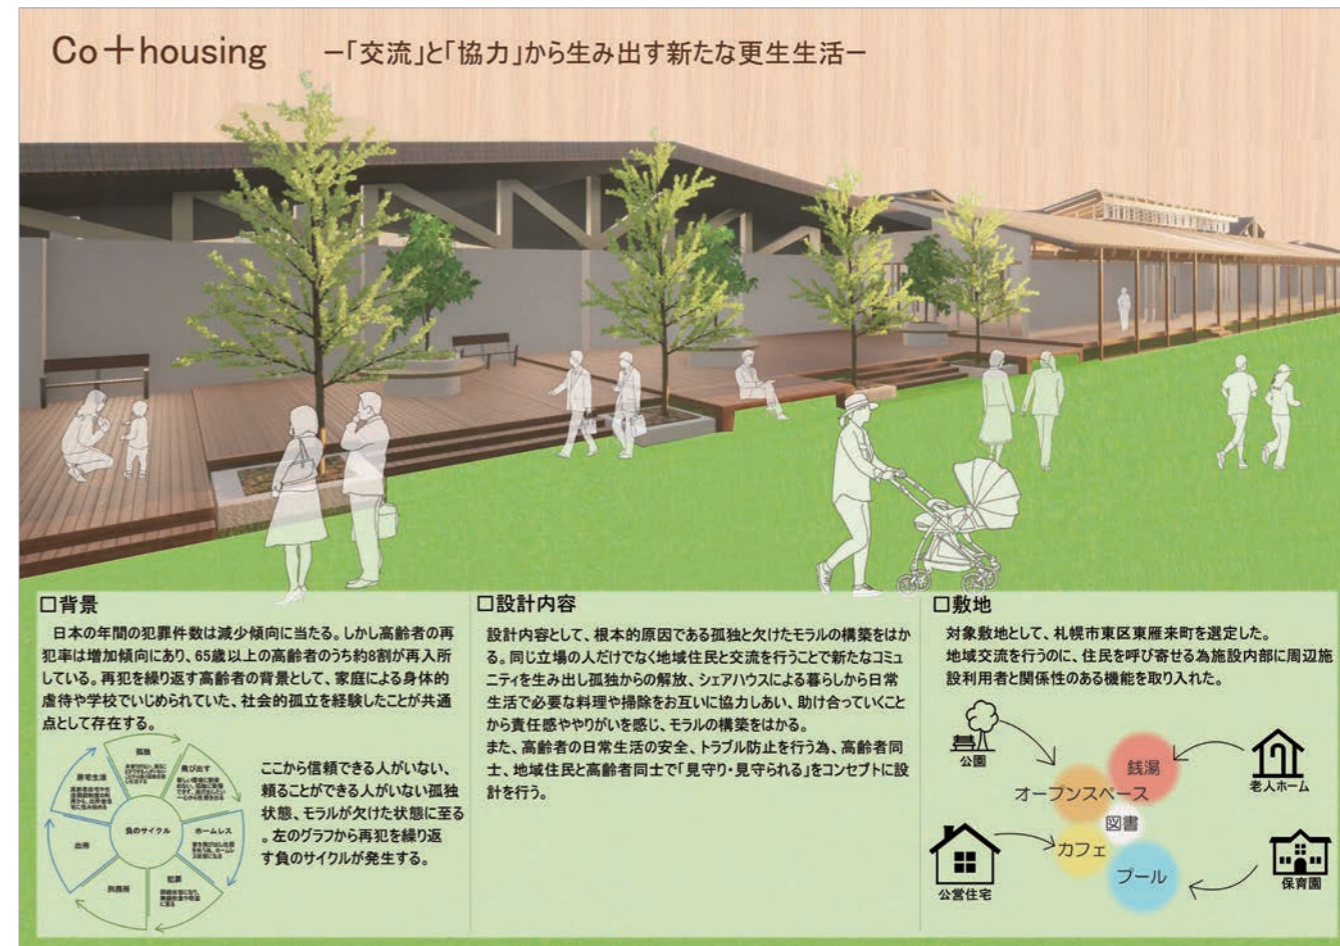 Co＋housing　ー「交流」と「協力」から生み出す新たな更生生活ー
□背景
日本の年間の犯罪件数は減少傾向に当たる。しかし高齢者の再
犯率は増加傾向にあり、65歳以上の高齢者のうち約8割が再入所
している。再犯を繰り返す高齢者の背景として、家庭による身体的
虐待や学校でいじめられていた、社会的孤立を経験したことが共通
点として存在する。
孤独
飛び出す
ホームレス
犯罪
刑務所
出所
居宅生活
負のサイクル
ここから信頼できる人がいない、
頼ることができる人がいない孤独
状態、モラルが欠けた状態に至る
。左のグラフから再犯を繰り返
す負のサイクルが発生する。
□設計内容
設計内容として、根本的原因である孤独と欠けたモラルの構築をはか
る。同じ立場の人だけでなく地域住民と交流を行うことで新たなコミュ
ニティを生み出し孤独からの解放、シェアハウスによる暮らしから日常
生活で必要な料理や掃除をお互いに協力しあい、助け合っていくこと
から責任感ややりがいを感じ、モラルの構築をはかる。
また、高齢者の日常生活の安全、トラブル防止を行う為、高齢者同
士、地域住民と高齢者同士で「見守り・見守られる」をコンセプトに設
計を行う。
□敷地
対象敷地として、札幌市東区東雁来町を選定した。
地域交流を行うのに、住民を呼び寄せる為施設内部に周辺施
設利用者と関係性のある機能を取り入れた。
公園
銭湯
老人ホーム
オープンスペース
図書
カフェ
プール
公営住宅
保育園